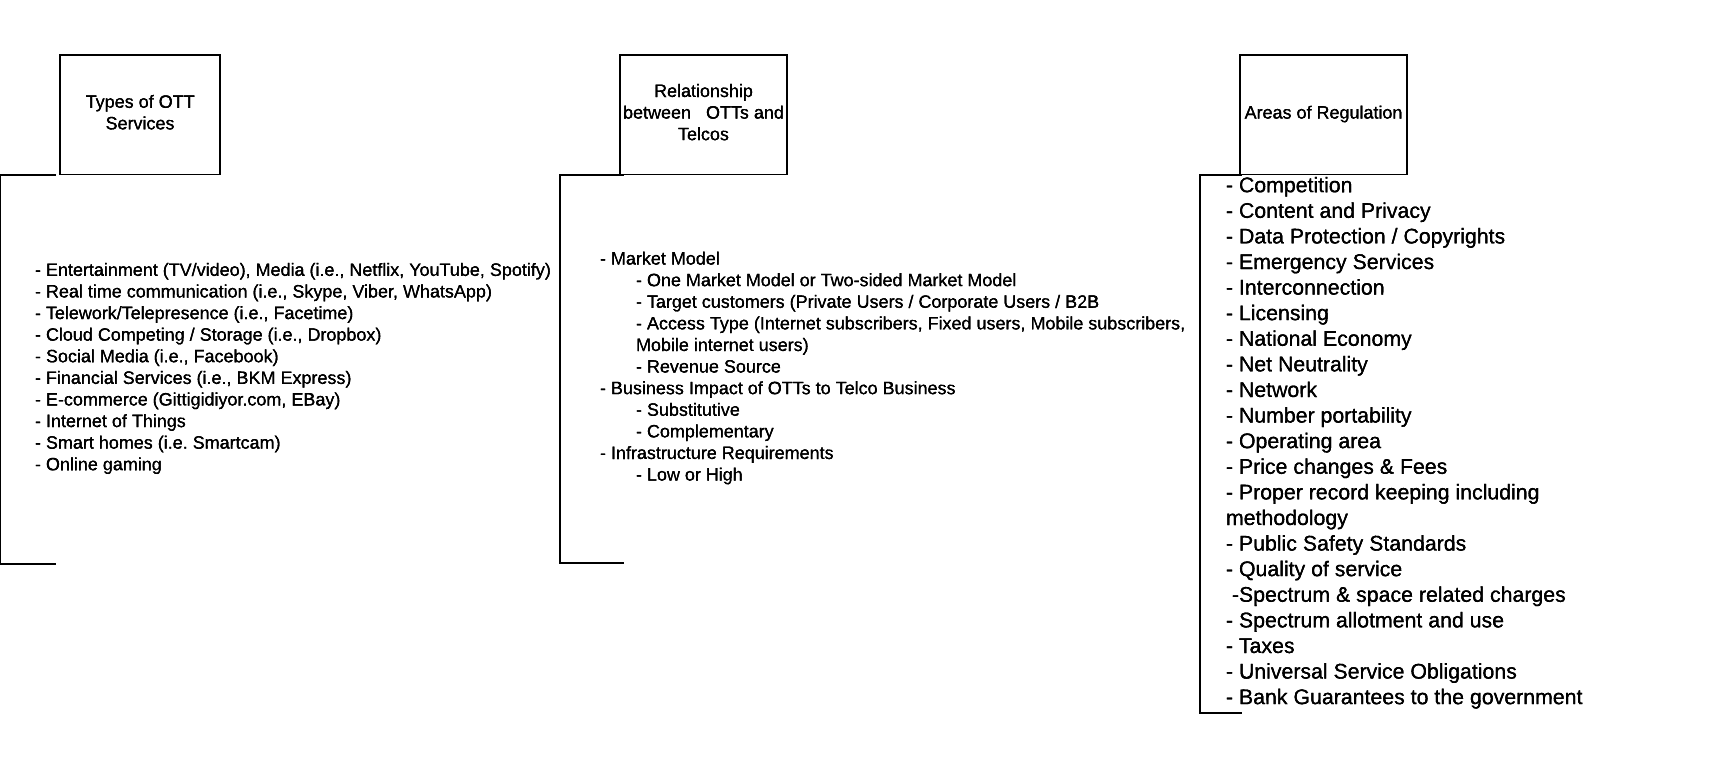 Types of OTT
Services
- Entertainment (TV/video), Media (i.e., Netflix, YouTube, Spotify)
- Real time communication (i.e., Skype, Viber, WhatsApp)
- Telework/Telepresence (i.e., Facetime)
- Cloud Competing / Storage (i.e., Dropbox)
- Social Media (i.e., Facebook)
- Financial Services (i.e., BKM Express)
- E-commerce (Gittigidiyor.com, EBay)
- Internet of Things
- Smart homes (i.e. Smartcam)
- Online gaming
Relationship
between OTTs and
Telcos
- Market Model
- One Market Model or Two-sided Market Model
- Target customers (Private Users / Corporate Users / B2B
- Access Type (Internet subscribers, Fixed users, Mobile subscribers,
Mobile internet users)
- Revenue Source
- Business Impact of OTTs to Telco Business
- Substitutive
- Complementary
- Infrastructure Requirements
- Low or High
Areas of Regulation
- Competition
- Content and Privacy
- Data Protection / Copyrights
- Emergency Services
- Interconnection
- Licensing
- National Economy
- Net Neutrality
- Network
- Number portability
- Operating area
- Price changes & Fees
- Proper record keeping including
methodology
- Public Safety Standards
- Quality of service
-Spectrum & space related charges
- Spectrum allotment and use
- Taxes
- Universal Service Obligations
- Bank Guarantees to the government